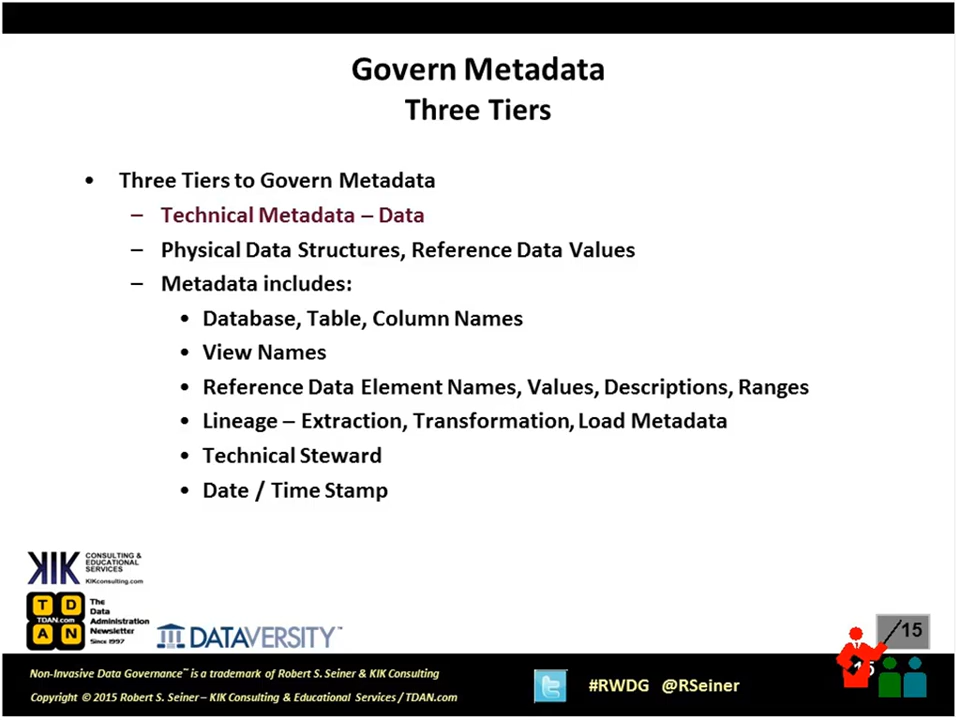 Govern Metadata
Three Tiers
• Three Tiers to Govern Metadata
– Technical Metadata – Data
– Physical Data Structures, Reference Data Values
– Metadata includes:
• Database, Table, Column Names
• View Names
• Reference Data Element Names, Values, Descriptions, Ranges
• Lineage – Extraction, Transformation, Load Metadata
• Technical Steward
• Date / Time Stamp
KIK CONSULTING & EDUCATIONAL SERVICES
KIKconsulting.com
T D
TDAN.com
A N
The
Data
Administration
Newsletter
Since 1997
DATAVERSITY™
/15
15
Non-Invasive Data Governance™ is a trademark of Robert S. Seiner & KIK Consulting
Copyright © 2015 Robert S. Seiner – KIK Consulting & Educational Services / TDAN.com
#RWDG @RSeiner